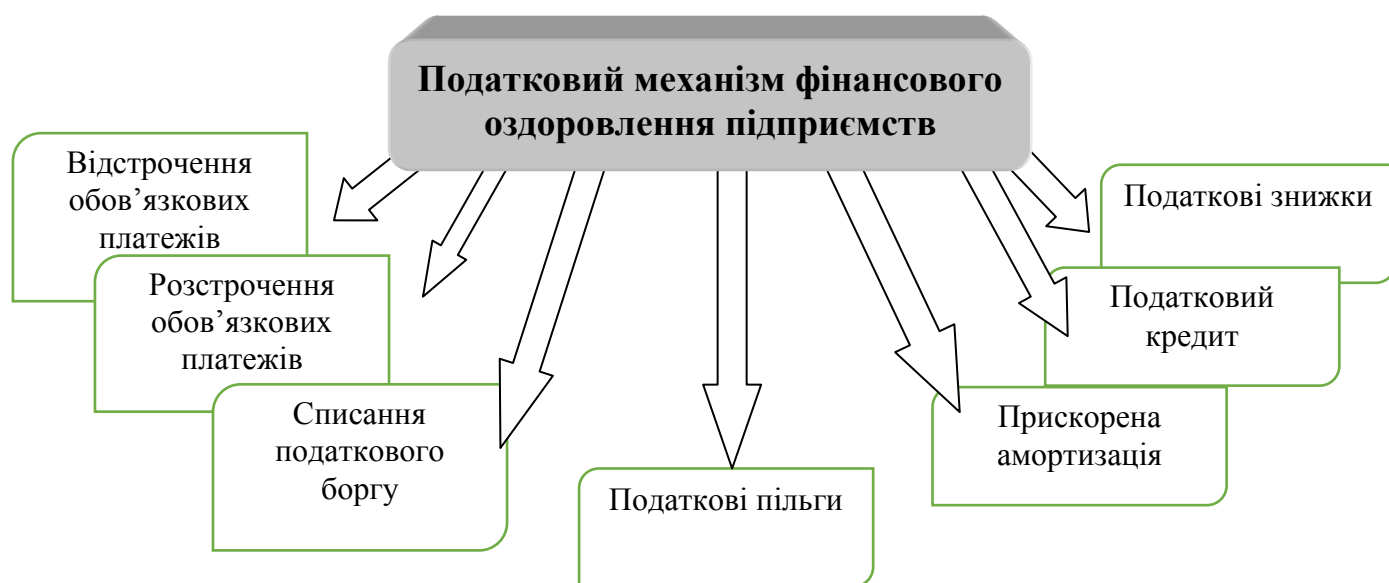 Податковий механізм фінансового
оздоровлення підприємств
Відстрочення
обов’язкових
платежів
Розстрочення
обов’язкових
платежів
Списання
податкового
боргу
Податкові пільги
Прискорена
амортизація
Податковий
кредит
Податкові знижки